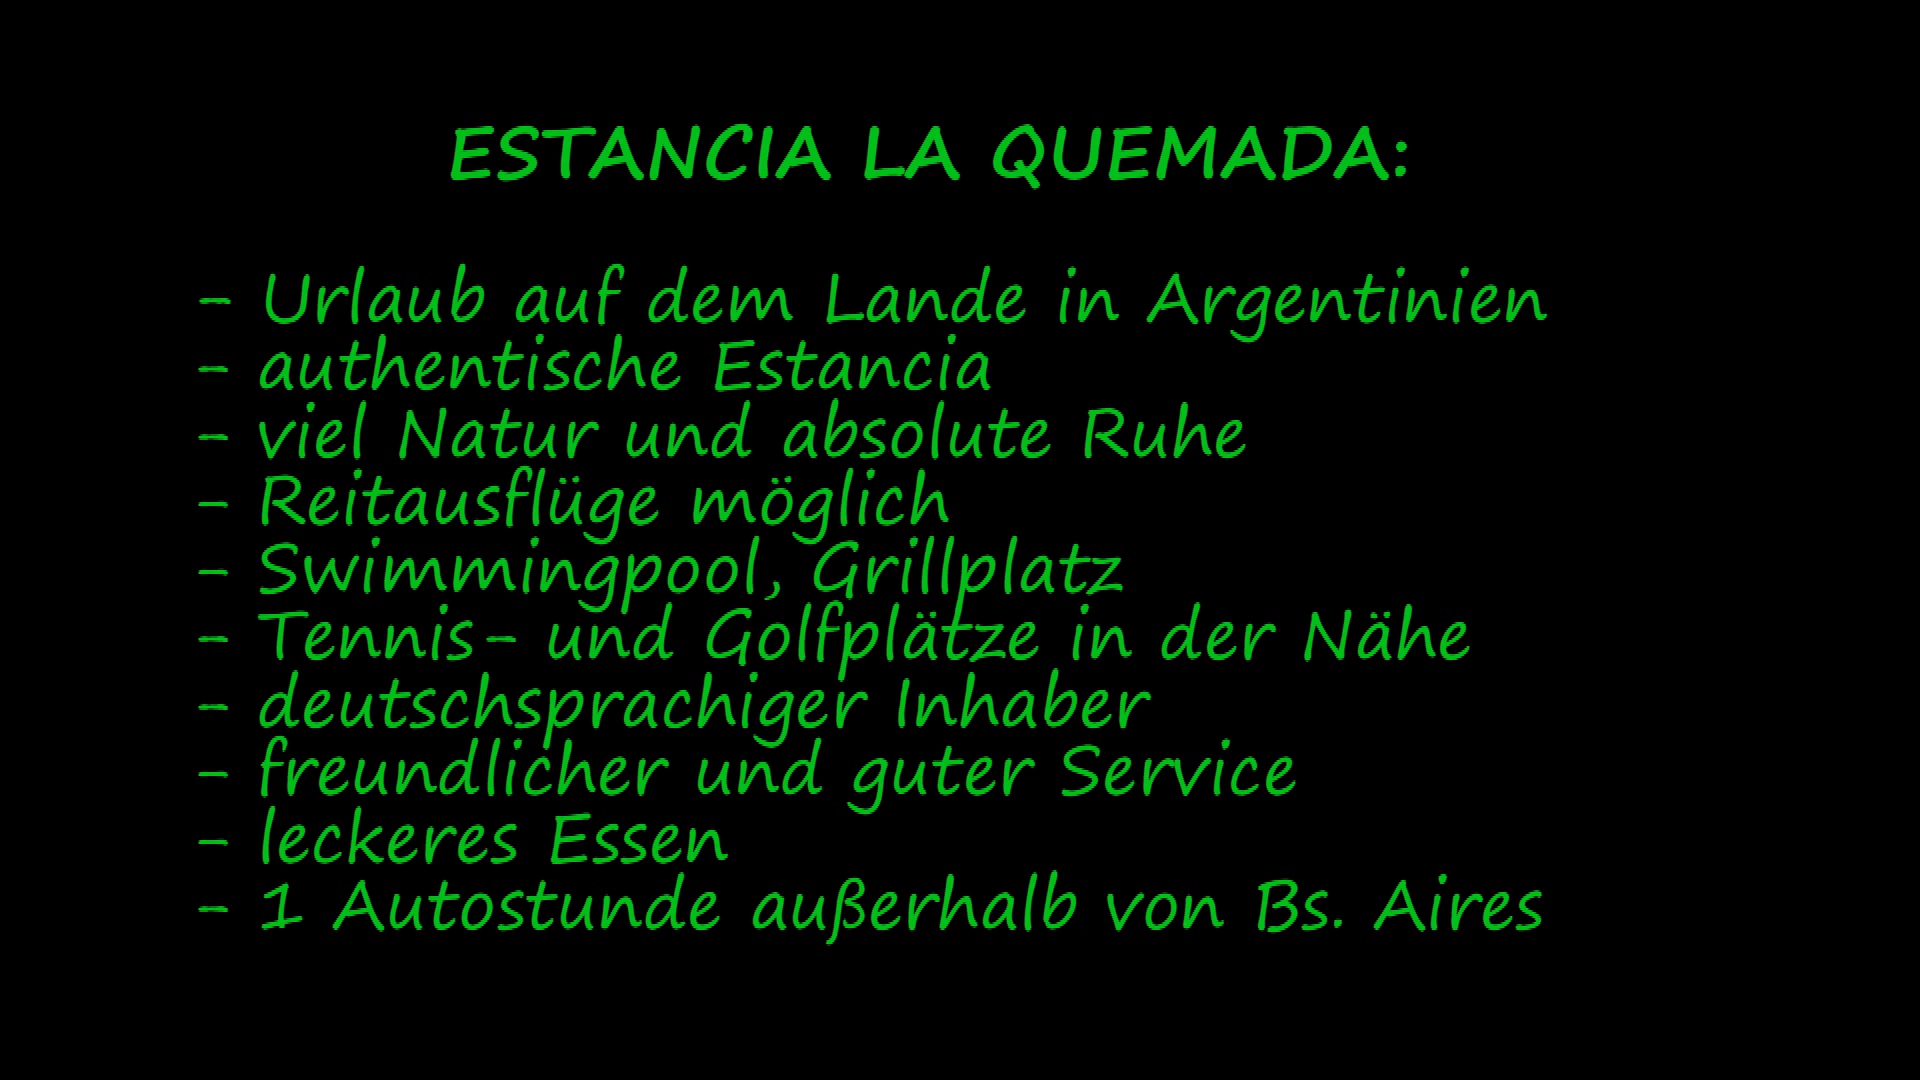 ESTANCIA LA QUEMADA:
- Urlaub auf dem Lande in Argentinien
- authentische Estancia
- viel Natur und absolute Ruhe
- Reitausflüge möglich
- Swimmingpool, Grillplatz
- Tennis- und Golfplätze in der Nähe
- deutschsprachiger Inhaber
- freundlicher und guter Service
- leckeres Essen
- 1 Autostunde außerhalb von Bs. Aires